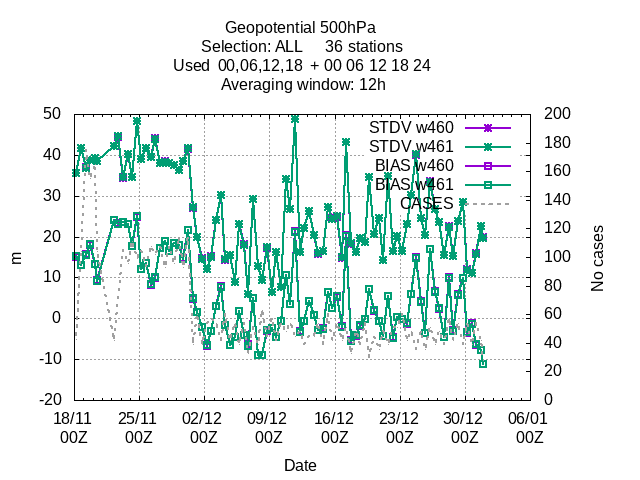 Geopotential 500hPa
Selection: ALL 36 stations
Used 00,06,12,18 + 00 06 12 18 24
Averaging window: 12h
50 200
STDV w460
180
STDV w461
40
BIAS w460
160
BIAS w461
30 140
CASES
120
20
m
100
No cases
10
80
60
0
40
-10
20
-20 0
18/11 25/11 02/12 09/12 16/12 23/12 30/12 06/01
00Z 00Z 00Z 00Z 00Z 00Z 00Z 00Z
Date